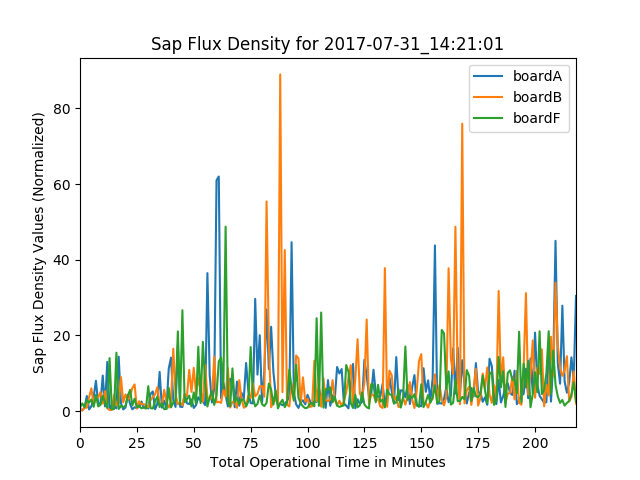 Sap Flux Density for 2017-07-31_14:21:01
boardA
boardB
boardF
Sap Flux Density Values (Normalized)
80
60
40
20
0
0 25 50 75 100 125 150 175 200
Total Operational Time in Minutes